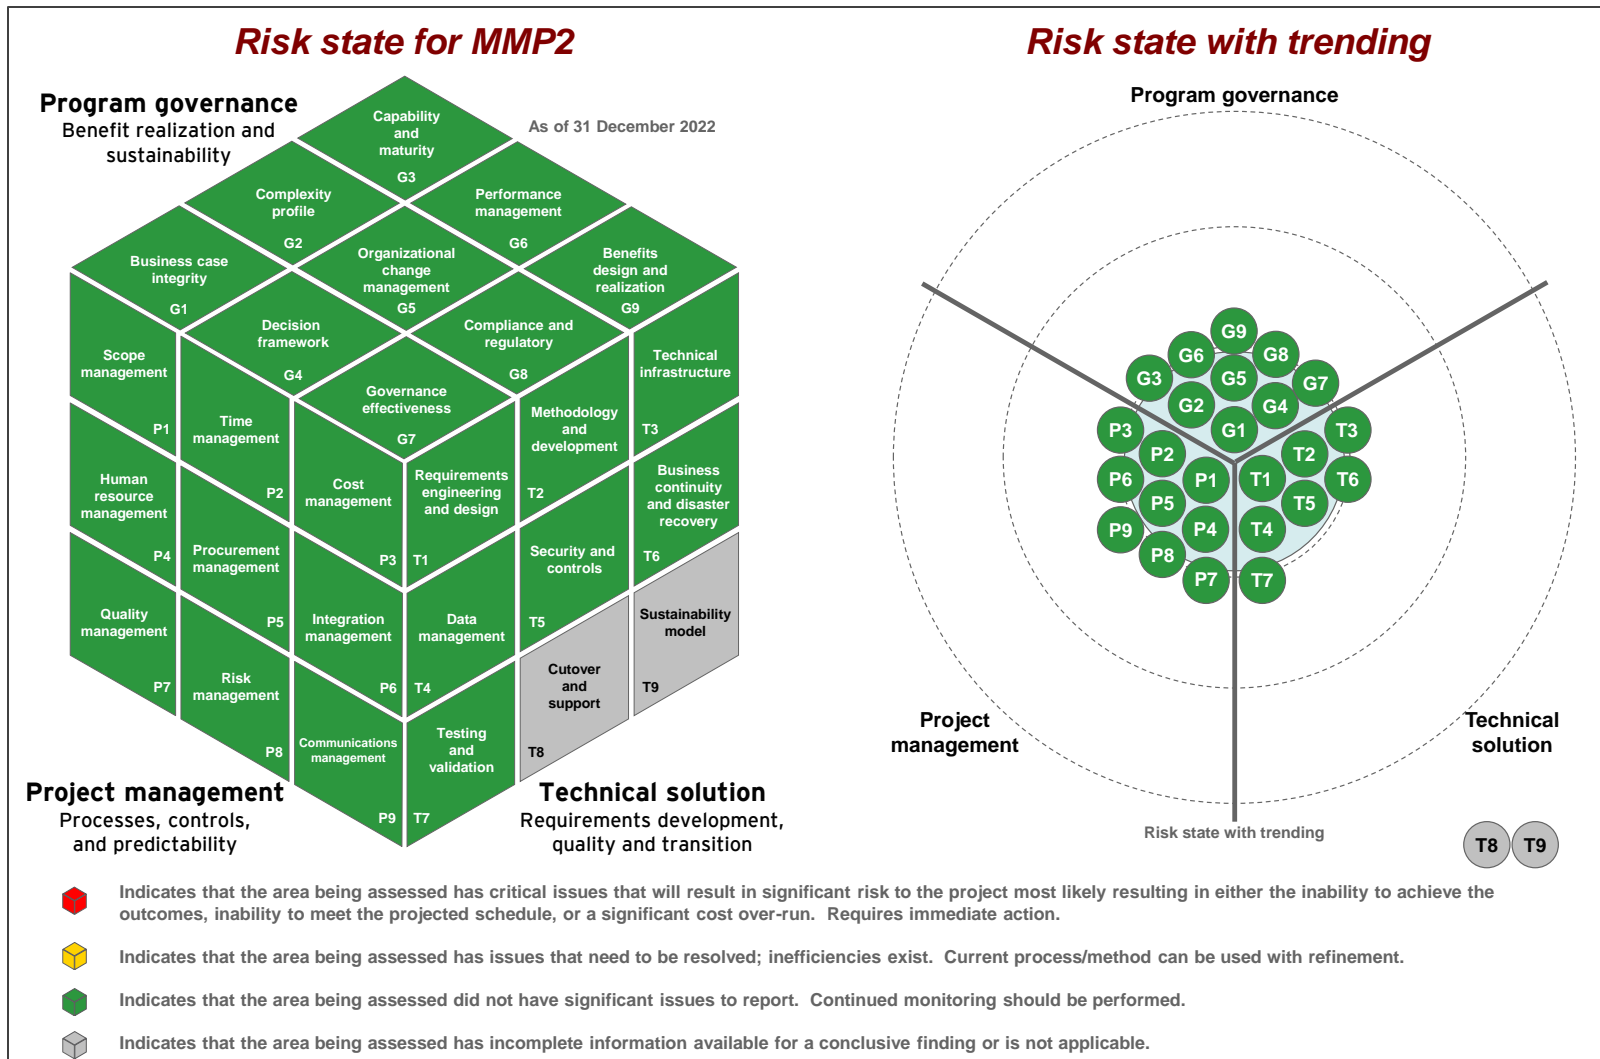 Risk state for MMP2
Risk state with trending
Program governance
Benefit realization and
sustainability
As of 31 December 2022
Capability
and
maturity
G3
Complexity
profile
G2
Performance
management
G6
Business case
integrity
G1
Organizational
change
management
G5
Benefits
design and
realization
G9
Decision
framework
G4
Compliance and
regulatory
G8
Governance
effectiveness
G7
Scope
management
P1
Time
management
P2
Cost
management
P3
Human
resource
management
P4
Procurement
management
P5
Integration
management
P6
Quality
management
P7
Risk
management
P8
Communications
management
P9
Requirements
engineering
and design
T1
Methodology
and
development
T2
Technical
infrastructure
T3
Data
management
T4
Security and
controls
T5
Business
continuity
and disaster
recovery
T6
Testing
and
validation
T7
Cutover
and
support
T8
Sustainability
model
T9
Project management
Processes, controls,
and predictability
Technical solution
Requirements development,
quality and transition
Program governance
G9
G6
G8
G3
G5
G7
G2
G4
G1
P3
P2
P1
P6
P5
P4
P9
P8
P7
T3
T2
T1
T6
T5
T4
T7
Project
management
Technical
solution
Risk state with trending
T8
T9
Indicates that the area being assessed has critical issues that will result in significant risk to the project most likely resulting in either the inability to achieve the
outcomes, inability to meet the projected schedule, or a significant cost over-run. Requires immediate action.
Indicates that the area being assessed has issues that need to be resolved; inefficiencies exist. Current process/method can be used with refinement.
Indicates that the area being assessed did not have significant issues to report. Continued monitoring should be performed.
Indicates that the area being assessed has incomplete information available for a conclusive finding or is not applicable.